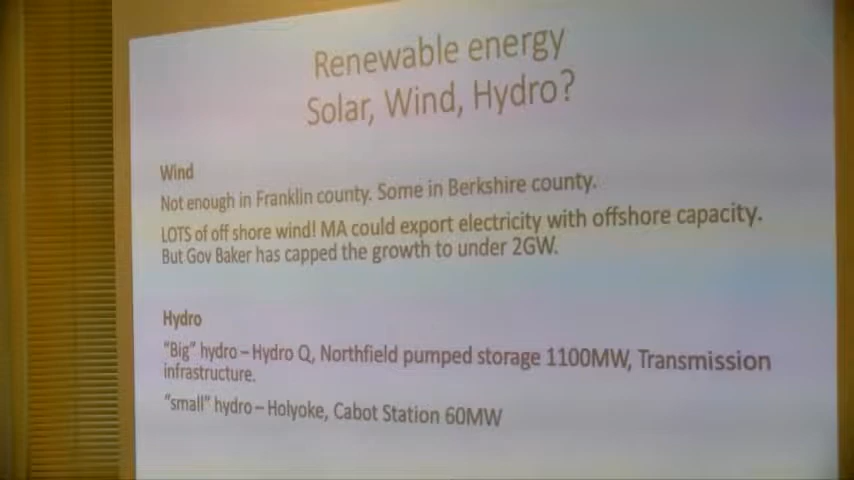 Renewable energy
Solar, Wind, Hydro?
Wind
Not enough in Franklin county. Some in Berkshire county.
LOTS of off shore wind! MA could export electricity with offshore capacity.
But Gov Baker has capped the growth to under 2GW.
Hydro
"Big" hydro – Hydro Q, Northfield pumped storage 1100MW, Transmission
infrastructure.
"small" hydro – Holyoke, Cabot Station 60MW